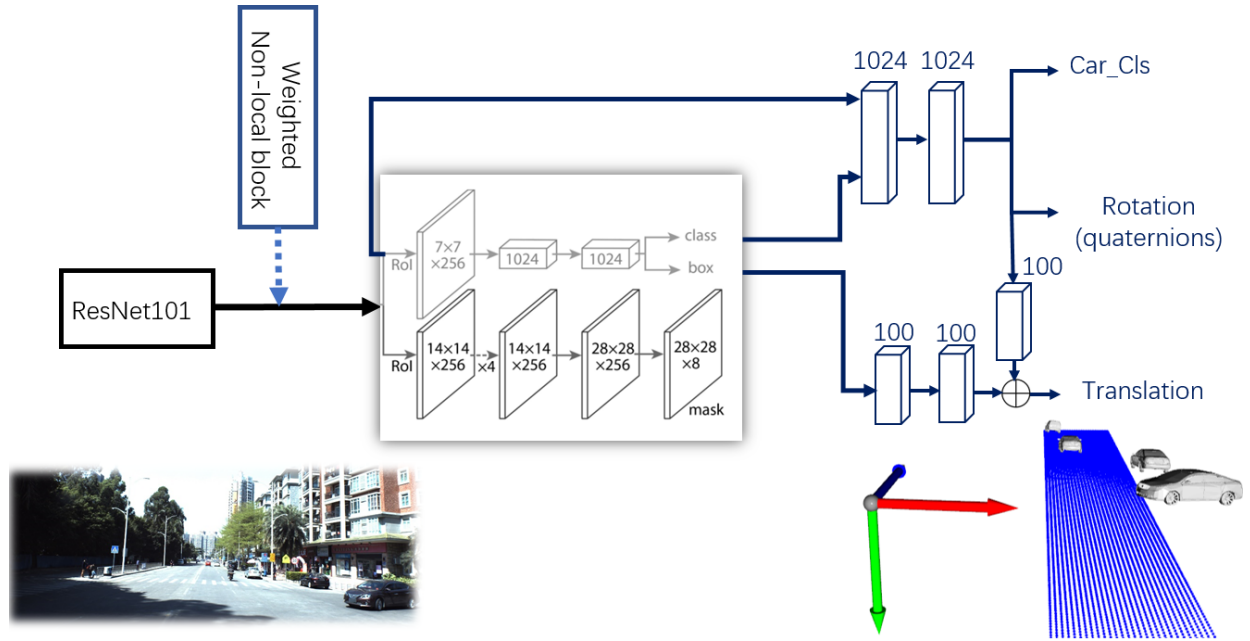 Weighted
Non-local block
ResNet101
RoI
7×7
×256
1024
1024
class
box
RoI
14×14
×256
×4
14×14
×256
28×28
×256
28×28
×8
mask
1024
1024
Car_Cls
Rotation
(quaternions)
100
100
100
Translation